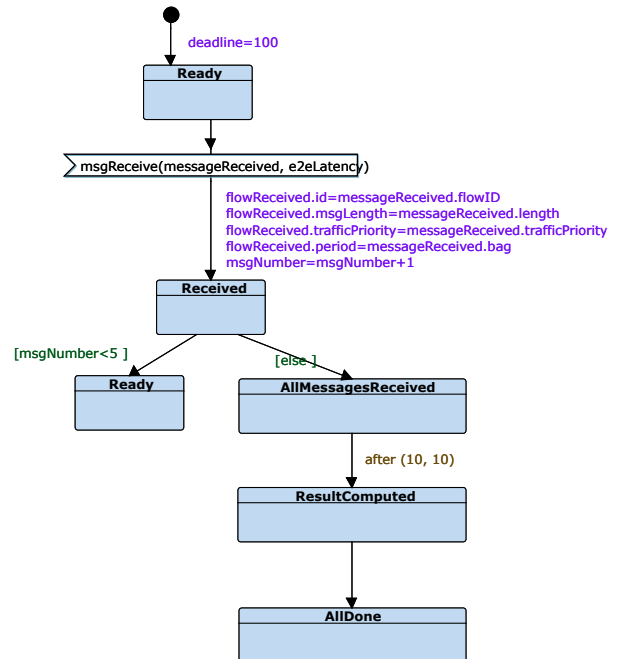 deadline=100
Ready
msgReceive(messageReceived, e2eLatency)
flowReceived.id=messageReceived.flowID
flowReceived.msgLength=messageReceived.length
flowReceived.trafficPriority=messageReceived.trafficPriority
flowReceived.period=messageReceived.bag
msgNumber=msgNumber+1
Received
[msgNumber<5 ]
[else ]
Ready
AllMessagesReceived
after (10, 10)
ResultComputed
AllDone